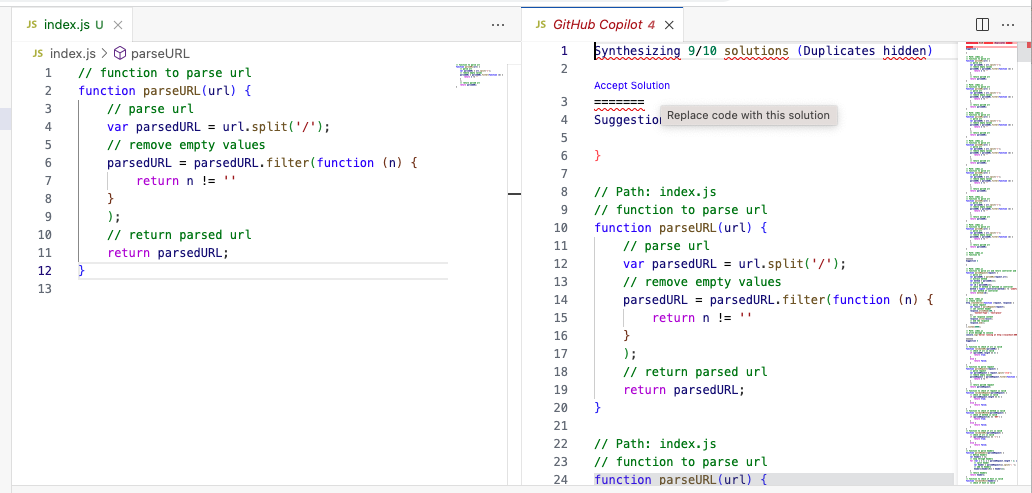 JS index.js U ×
JS index.js > parseURL
1 // function to parse url
2 function parseURL(url) {
3 // parse url
4 var parsedURL = url.split('/');
5 // remove empty values
6 parsedURL = parsedURL.filter(function (n) {
7 return n != ''
8 }
9 );
10 // return parsed url
11 return parsedURL;
12 }
13
JS GitHub Copilot 4 ×
1 Synthesizing 9/10 solutions (Duplicates hidden)
2
Accept Solution
3 =======
4 Suggestion
Replace code with this solution
5
6 }
7
8 // Path: index.js
9 // function to parse url
10 function parseURL(url) {
11 // parse url
12 var parsedURL = url.split('/');
13 // remove empty values
14 parsedURL = parsedURL.filter(function (n) {
15 return n != ''
16 }
17 );
18 // return parsed url
19 return parsedURL;
20 }
21
22 // Path: index.js
23 // function to parse url
24 function parseURL(url) {